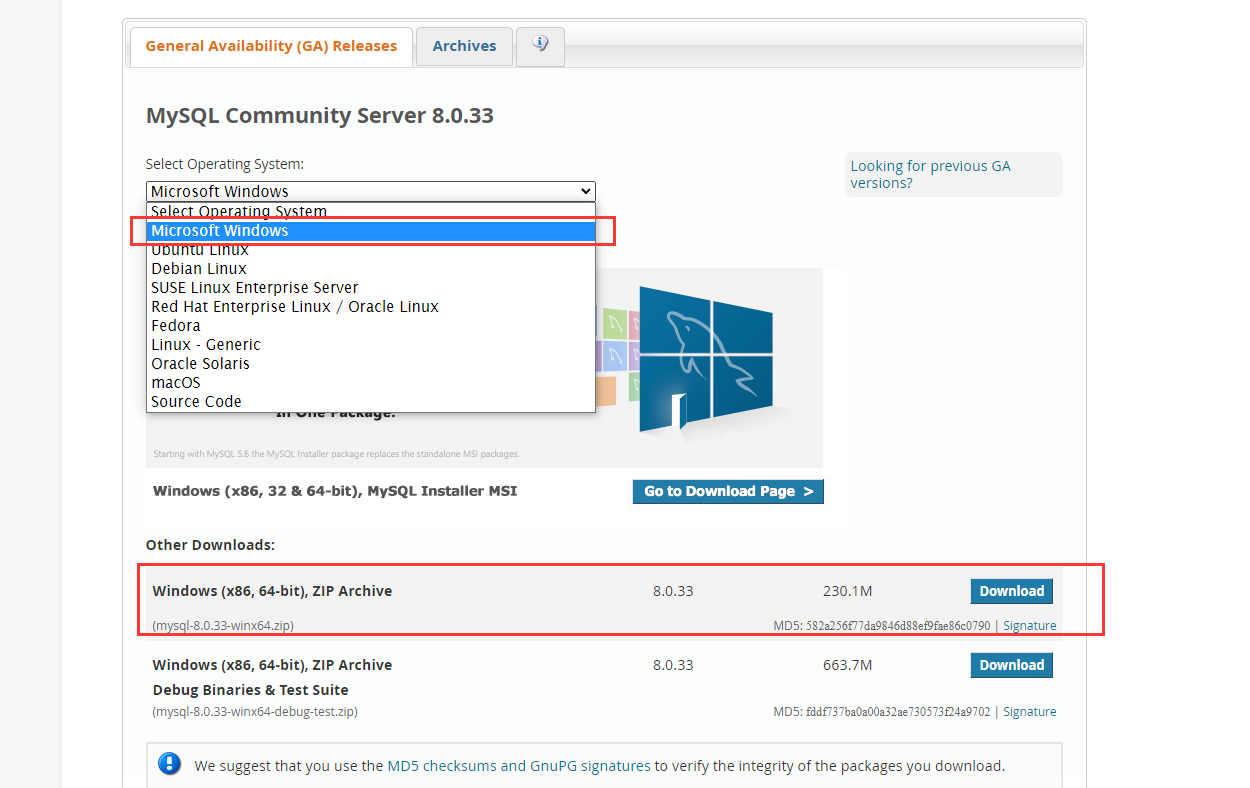 General Availability (GA) Releases
Archives
MySQL Community Server 8.0.33
Select Operating System:
Looking for previous GA
versions?
Microsoft Windows
Select Operating System
Microsoft Windows
Ubuntu Linux
Debian Linux
SUSE Linux Enterprise Server
Red Hat Enterprise Linux / Oracle Linux
Fedora
Linux - Generic
Oracle Solaris
macOS
Source Code
In One Package.
Starting with MySQL 5.6 the MySQL Installer package replaces the standalone MSI packages.
Windows (x86, 32 & 64-bit), MySQL Installer MSI
Go to Download Page >
Other Downloads:
Windows (x86, 64-bit), ZIP Archive 8.0.33 230.1M Download
(mysql-8.0.33-winx64.zip) MD5: 582a256f77da9846d88ef9fae86c0790 | Signature
Windows (x86, 64-bit), ZIP Archive 8.0.33 663.7M Download
Debug Binaries & Test Suite
(mysql-8.0.33-winx64-debug-test.zip) MD5: fddf737ba0a00a32ae730573f24a9702 | Signature
We suggest that you use the MD5 checksums and GnuPG signatures to verify the integrity of the packages you download.